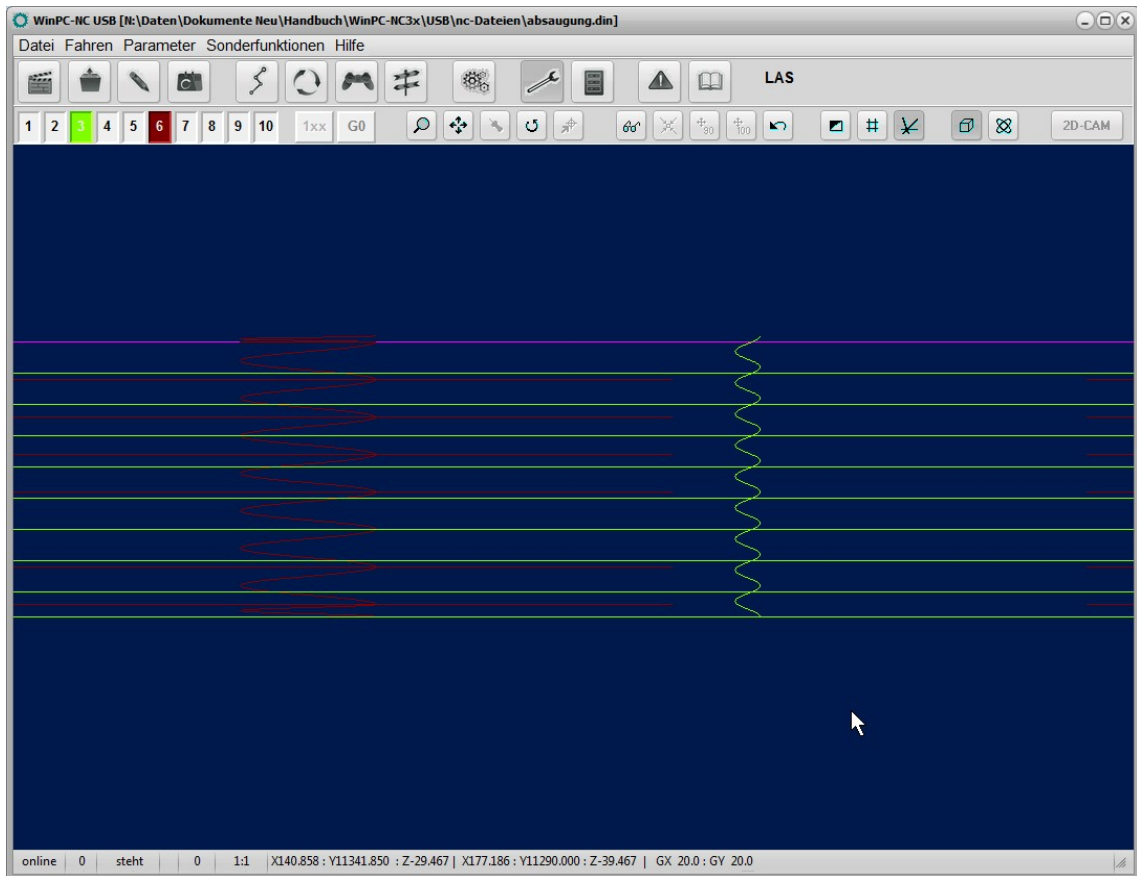 WinPC-NC USB [N:\Daten\Dokumente Neu\Handbuch\WinPC-NC3x\USB\nc-Dateien\absaugung.din]
Datei Fahren Parameter Sonderfunktionen Hilfe
C LAS
1 2 3 4 5 6 7 8 9 10 1xx G0 90 100 2D-CAM
online 0 steht 0 1:1 X140.858 : Y11341.850 : Z-29.467 | X177.186 : Y11290.000 : Z-39.467 | GX 20.0 : GY 20.0